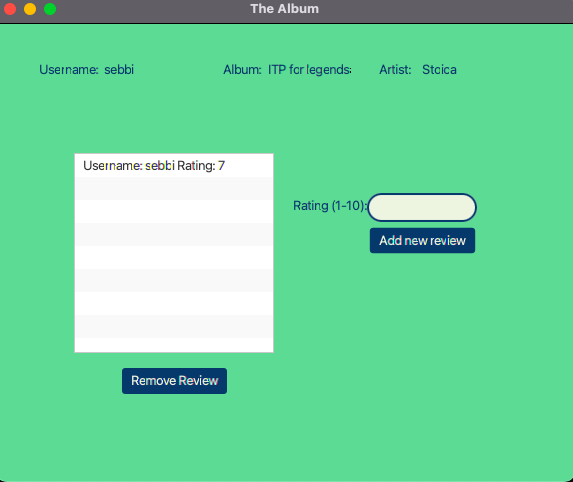 The Album
Username: sebbi Album: ITP for legends Artist: Stoica
Username: sebbi Rating: 7
Rating (1-10):
Add new review
Remove Review